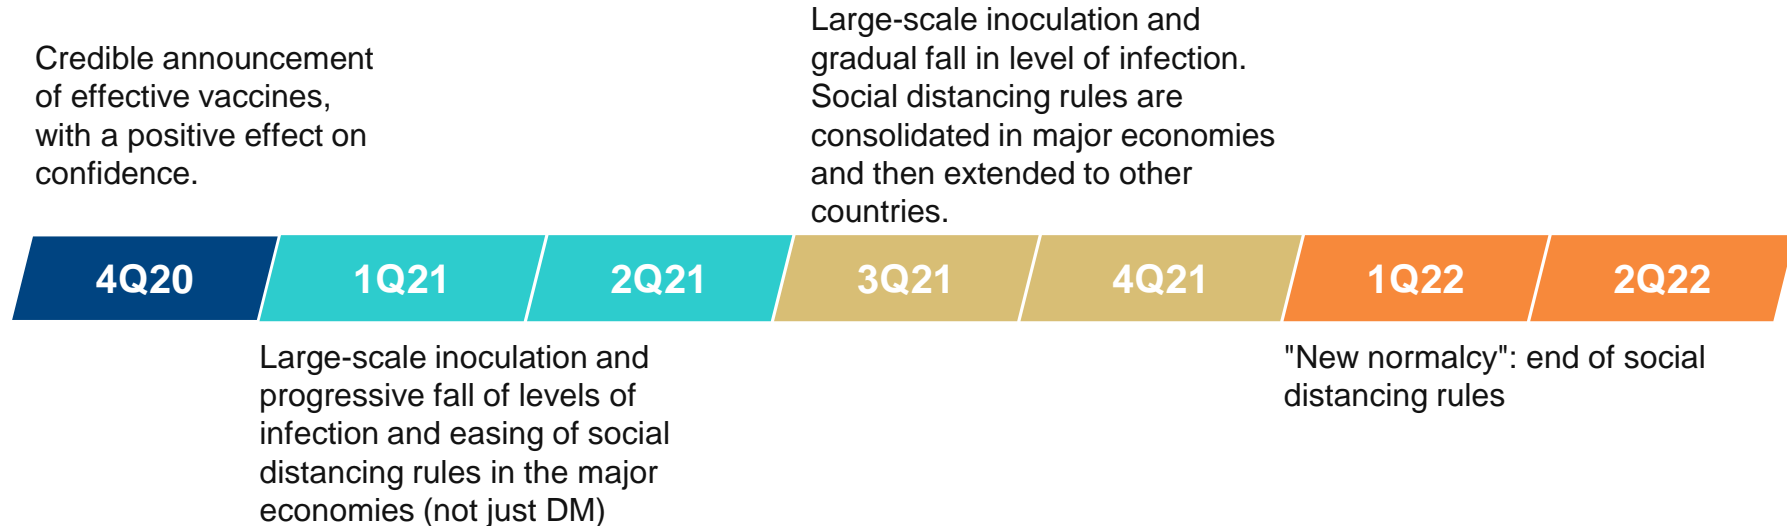 Credible announcement
of effective vaccines,
with a positive effect on
confidence.
Large-scale inoculation and
gradual fall in level of infection.
Social distancing rules are
consolidated in major economies
and then extended to other
countries.
4Q20
1Q21
2Q21
3Q21
4Q21
1Q22
2Q22
Large-scale inoculation and
progressive fall of levels of
infection and easing of social
distancing rules in the major
economies (not just DM)
"New normalcy": end of social
distancing rules